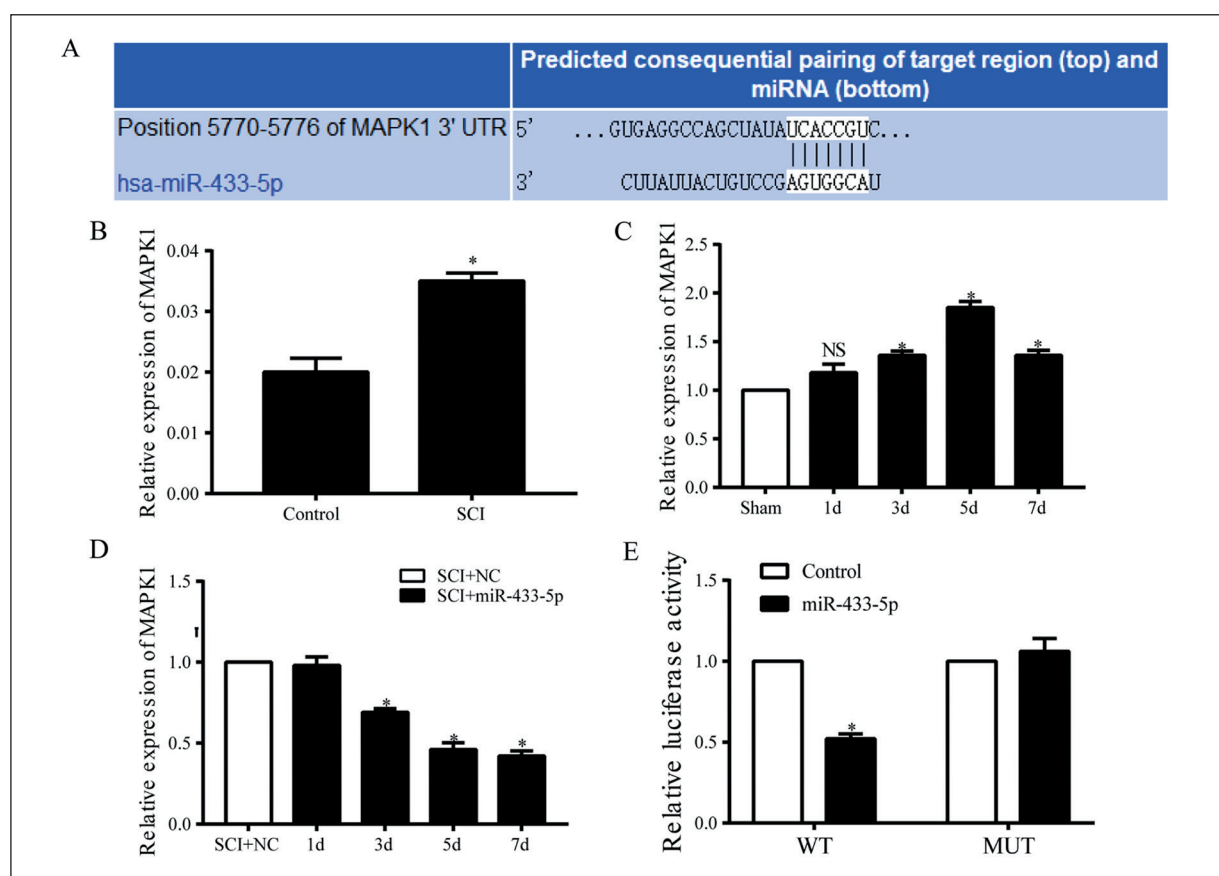 A
Predicted consequential pairing of target region (top) and
miRNA (bottom)
Position 5770-5776 of MAPK1 3' UTR 5' ...GUGAGGCCAGCUAUAUCACCGUC...
hsa-miR-433-5p 3' CUUAUUACUGUCCGAGUGGCAU
B
Relative expression of MAPK1
0.04
0.03
0.02
0.01
0.00
*
Control SCI
C
Relative expression of MAPK1
2.5
2.0
1.5
1.0
0.5
0.0
NS * * *
Sham 1d 3d 5d 7d
D
Relative expression of MAPK1
1.5
1.0
0.5
0.0
SCI+NC
SCI+miR-433-5p
* * *
SCI+NC 1d 3d 5d 7d
E
Relative luciferase activity
1.5
1.0
0.5
0.0
Control
miR-433-5p
*
WT MUT